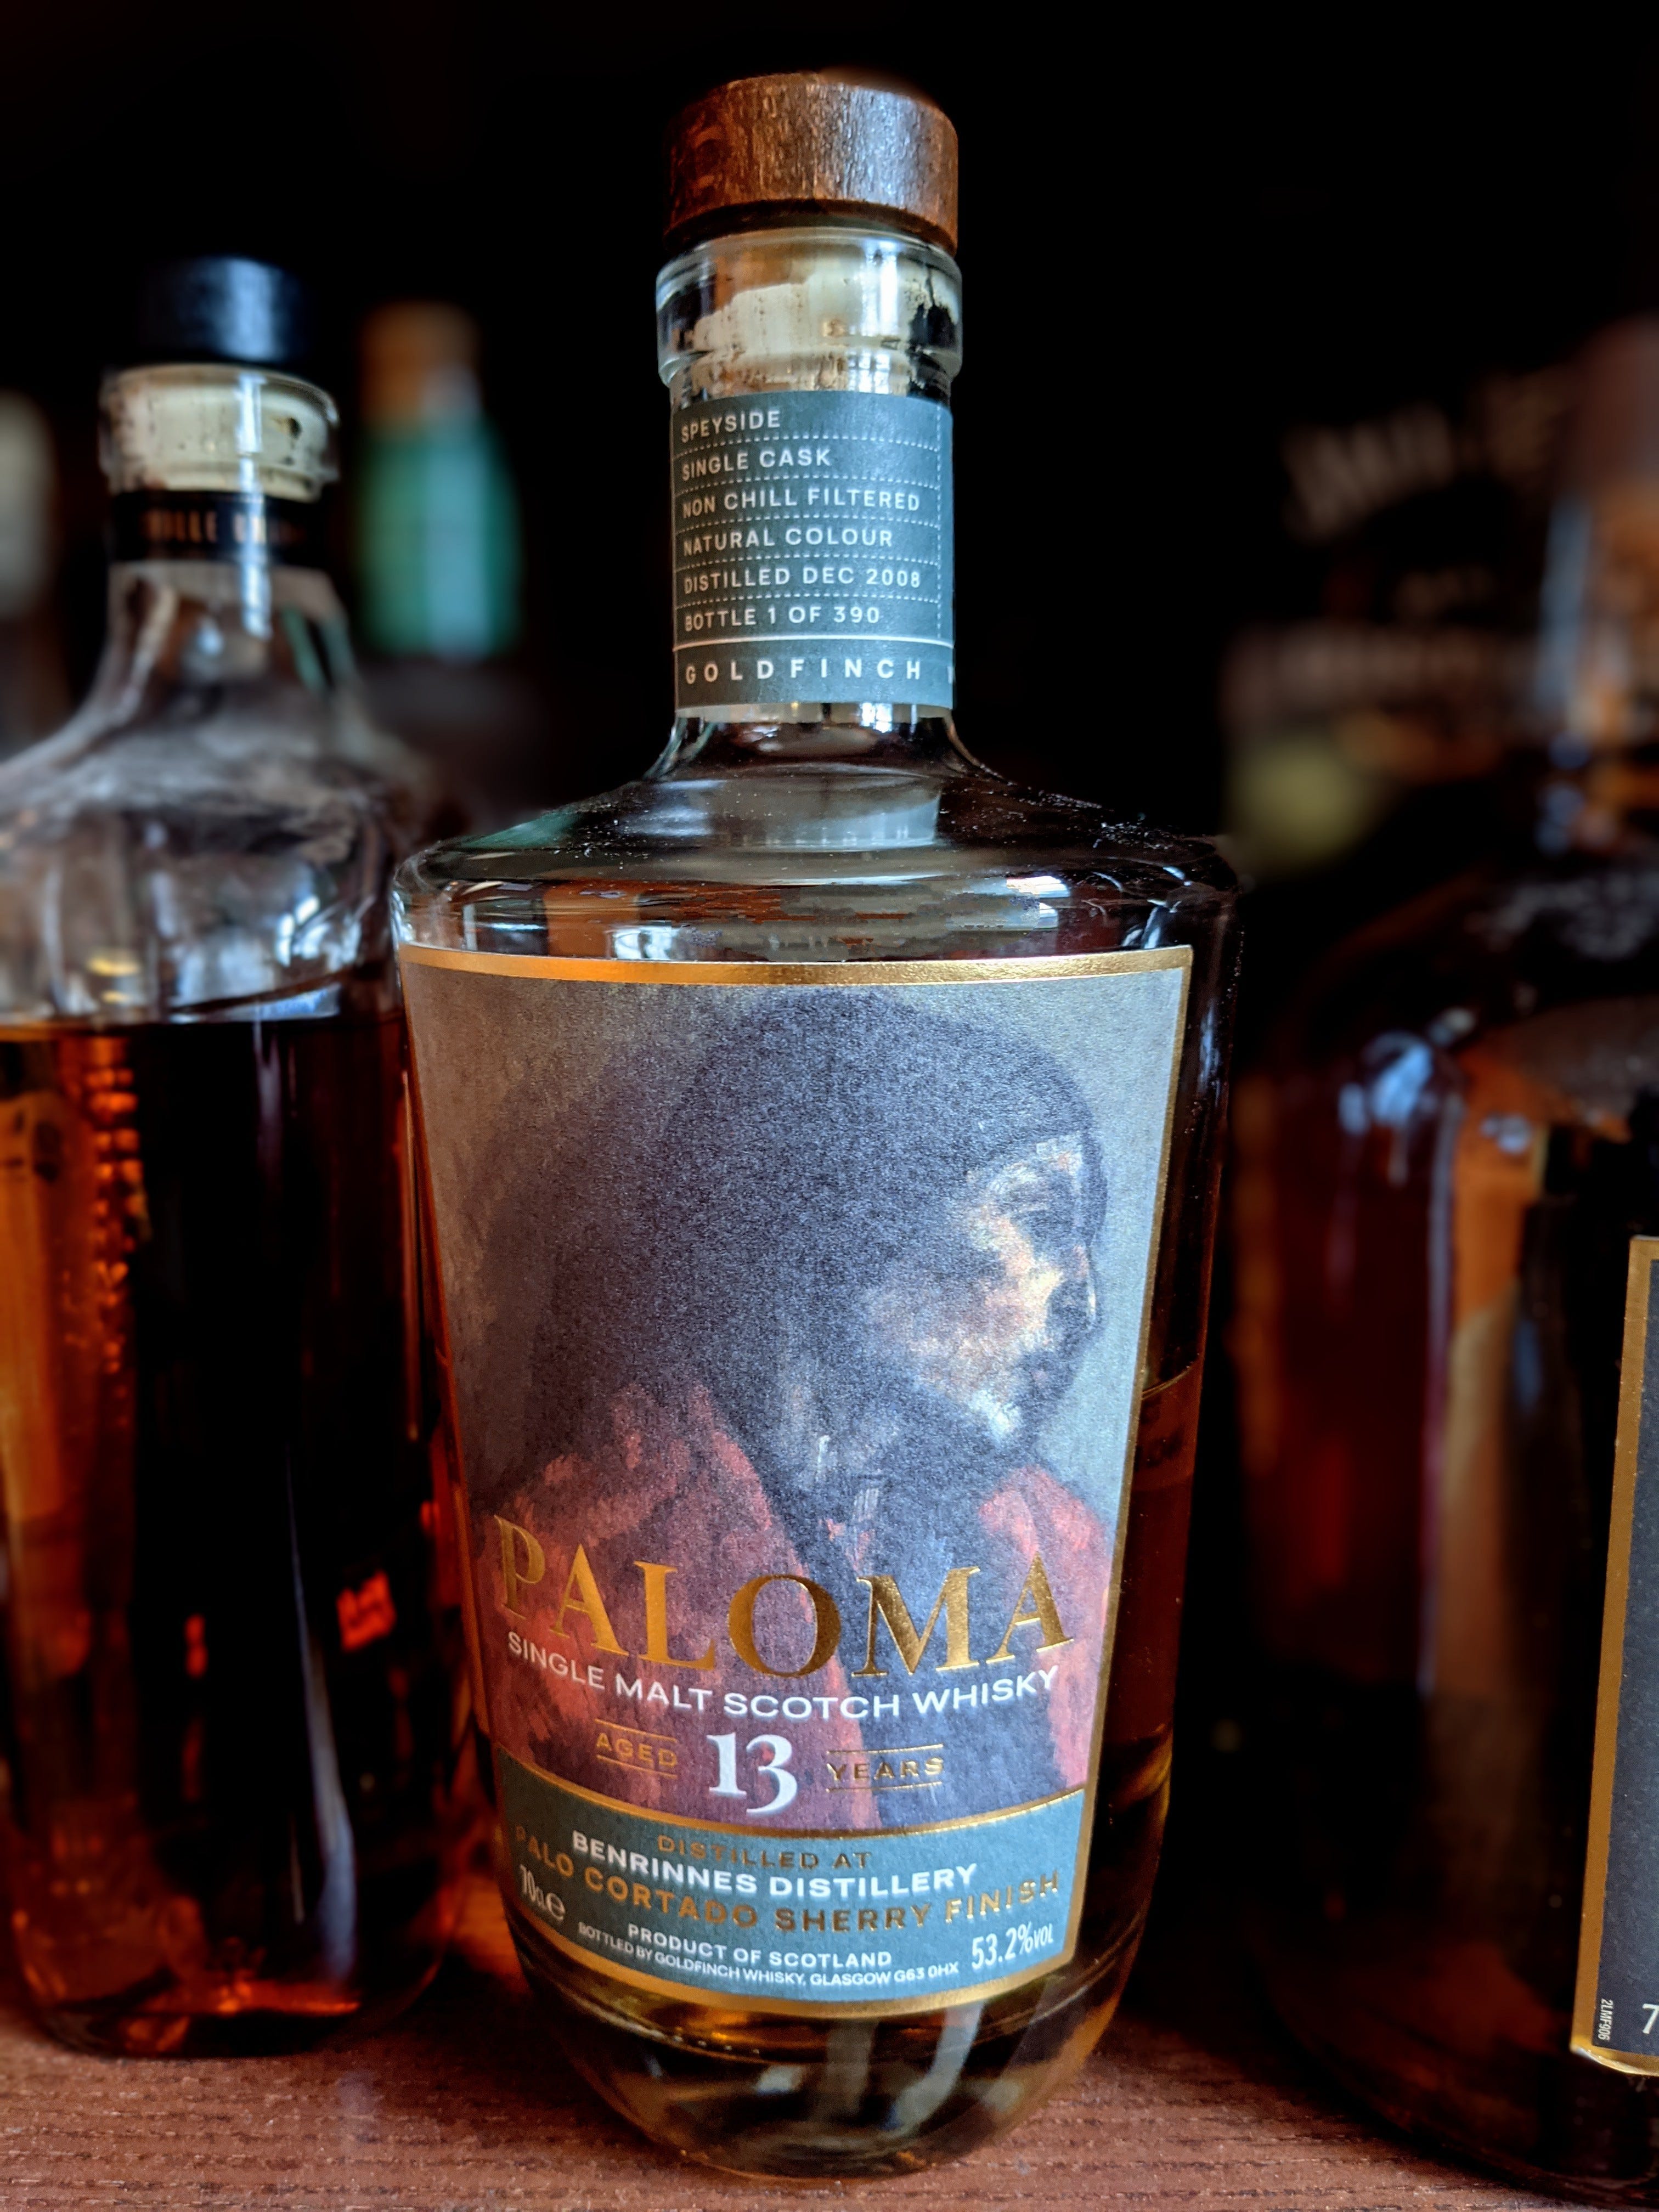 SPEYSIDE
SINGLE CASK
NON CHILL FILTERED
NATURAL COLOUR
DISTILLED DEC 2008
BOTTLE 1 OF 390
GOLDFINCH
PALOMA
SINGLE MALT SCOTCH WHISKY
AGED 13 YEARS
DISTILLED AT
BENRINNES DISTILLERY
PALO CORTADO SHERRY FINISH
70cl e
PRODUCT OF SCOTLAND
BOTTLED BY GOLDFINCH WHISKY, GLASGOW G63 0HX
53.2%VOL
2LMF906
7